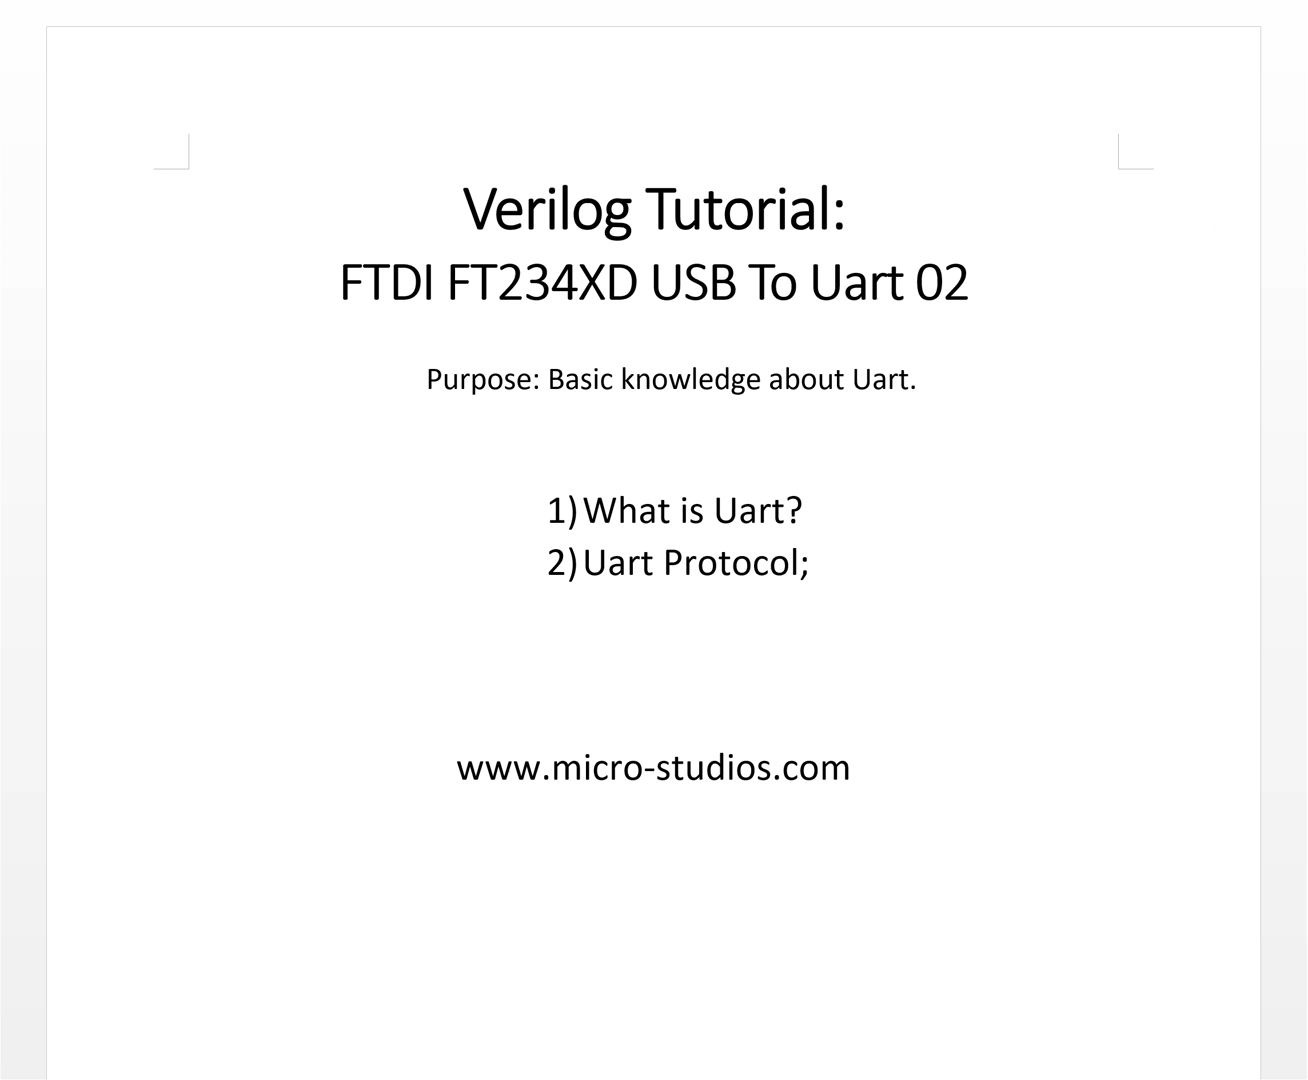 Verilog Tutorial:
FTDI FT234XD USB To Uart 02
Purpose: Basic knowledge about Uart.
1) What is Uart?
2) Uart Protocol;
www.micro-studios.com